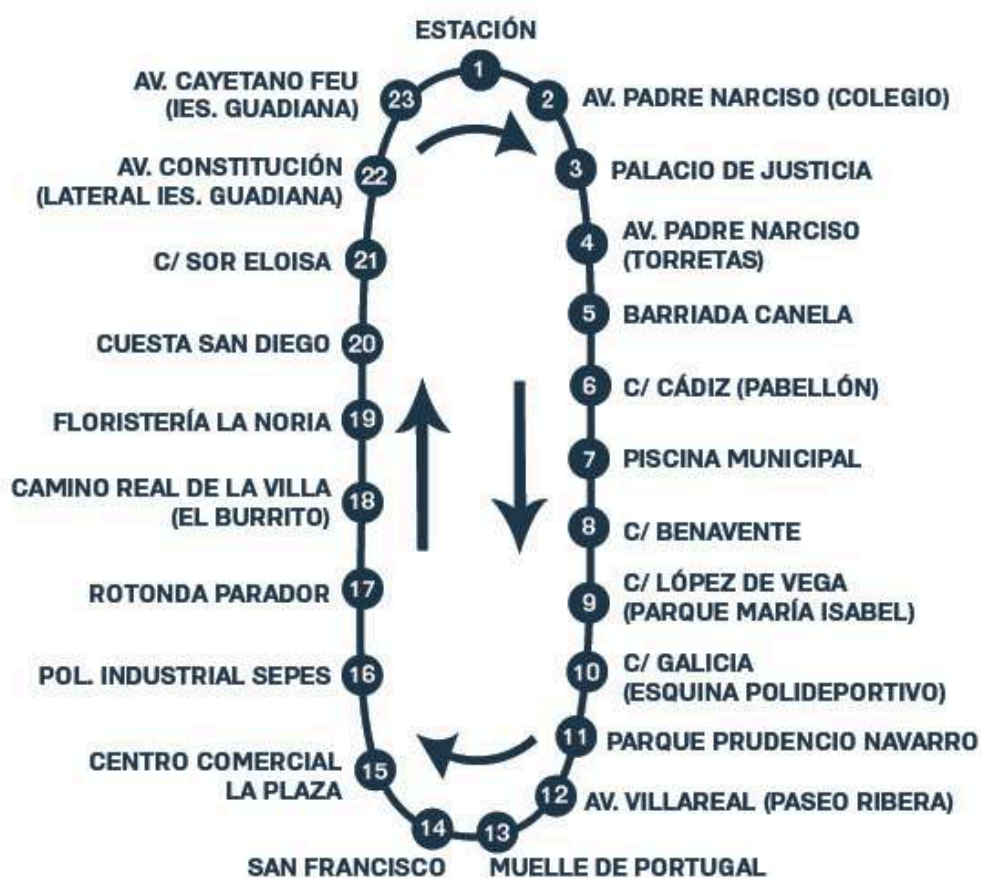 ESTACIÓN
1
2
AV. PADRE NARCISO (COLEGIO)
3
PALACIO DE JUSTICIA
4
AV. PADRE NARCISO
(TORRETAS)
5
BARRIADA CANELA
6
C/ CÁDIZ (PABELLÓN)
7
PISCINA MUNICIPAL
8
C/ BENAVENTE
9
C/ LÓPEZ DE VEGA
(PARQUE MARÍA ISABEL)
10
C/ GALICIA
(ESQUINA POLIDEPORTIVO)
11
PARQUE PRUDENCIO NAVARRO
12
AV. VILLAREAL (PASEO RIBERA)
13
MUELLE DE PORTUGAL
14
SAN FRANCISCO
15
CENTRO COMERCIAL
LA PLAZA
16
POL. INDUSTRIAL SEPES
17
ROTONDA PARADOR
18
CAMINO REAL DE LA VILLA
(EL BURRITO)
19
FLORISTERÍA LA NORIA
20
CUESTA SAN DIEGO
21
C/ SOR ELOISA
22
AV. CONSTITUCIÓN
(LATERAL IES. GUADIANA)
23
AV. CAYETANO FEU
(IES. GUADIANA)